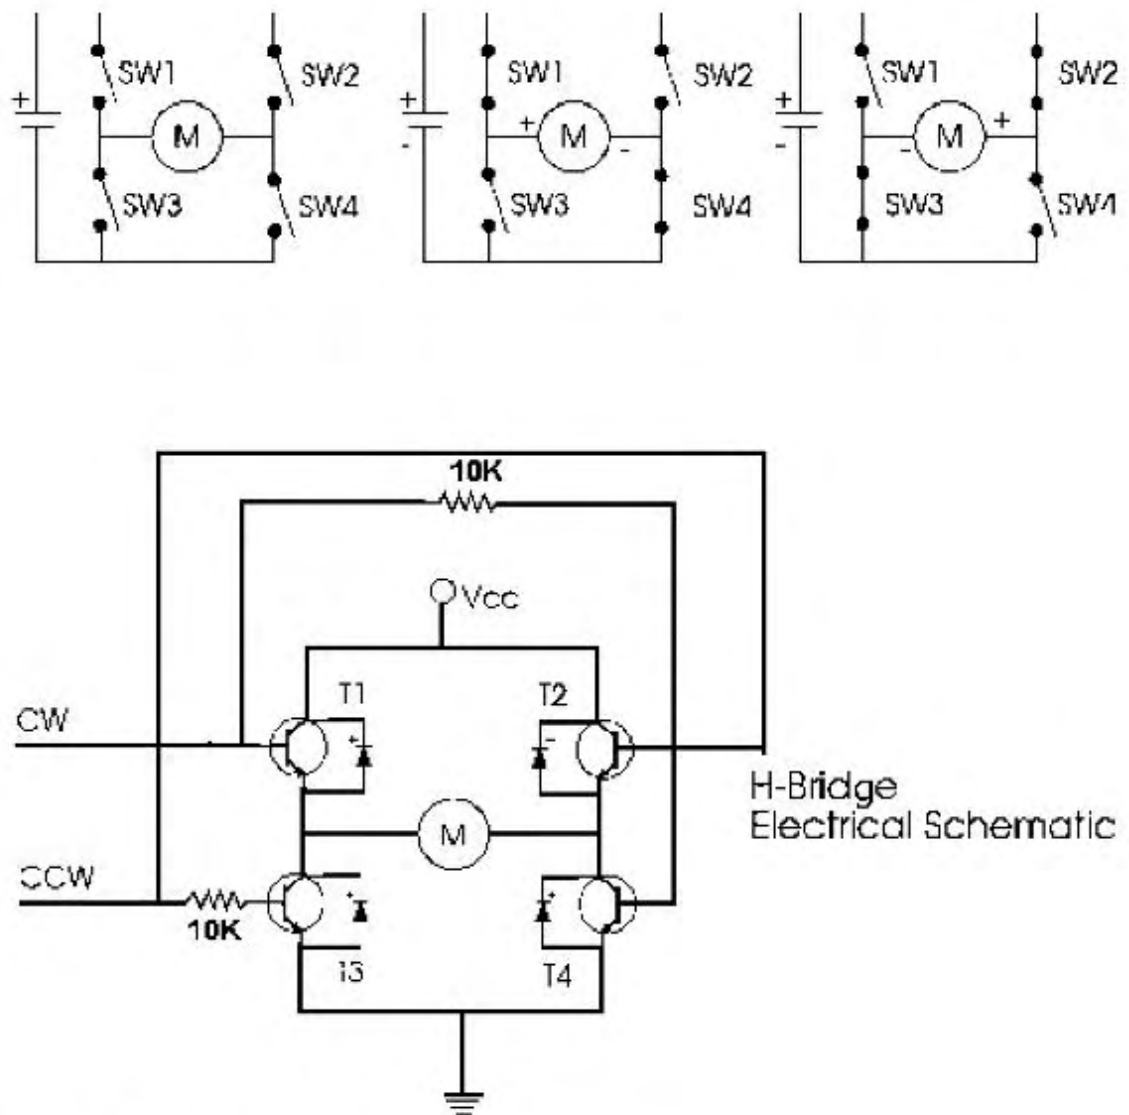 SW1 SW2 SW1 SW2 SW1 SW2
+ + +
M + M - - M +
- -
SW3 SW4 SW3 SW4 SW3 SW4
10K
Vcc
T1 T2
CW
+ -
H-Bridge
Electrical Schematic
M
CCW
+ +
10K
T3 T4